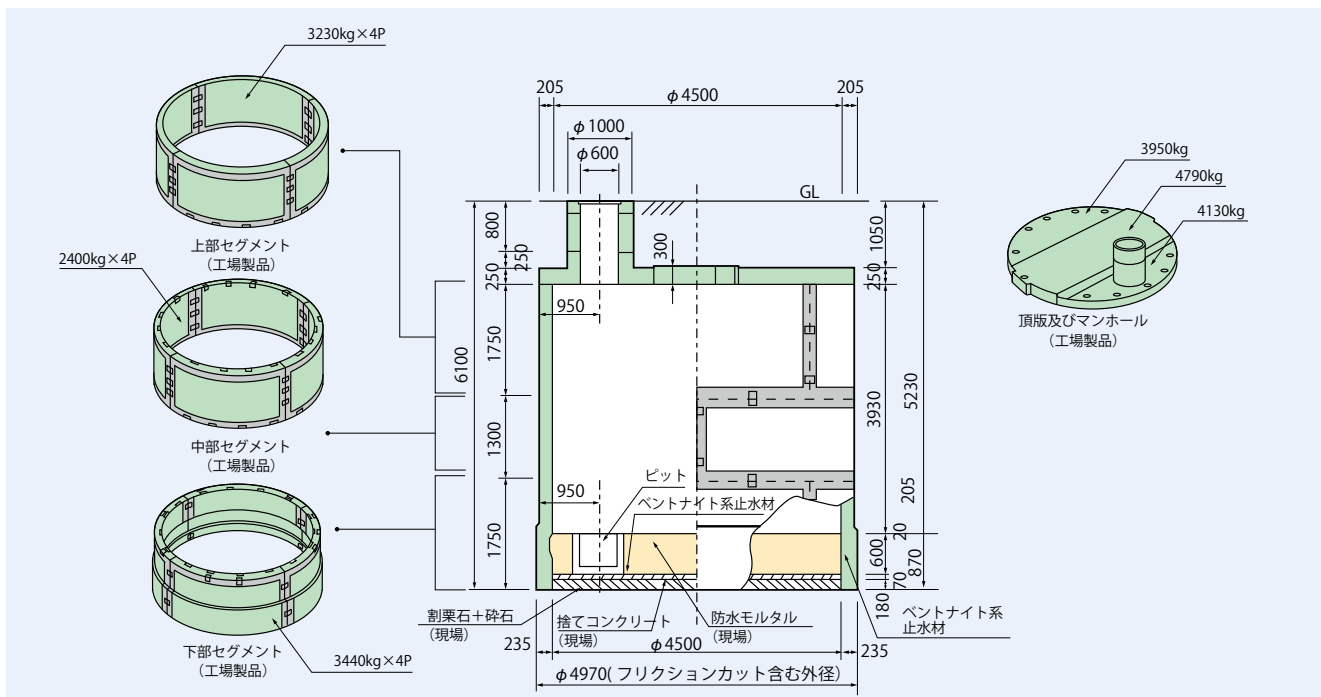 3230kg×4P
上部セグメント
（工場製品）
2400kg×4P
中部セグメント
（工場製品）
下部セグメント
（工場製品）
3440kg×4P
205
φ4500
205
φ1000
φ600
GL
6100
800
250
250
1750
1300
1750
300
950
950
1050
250
3930
5230
205
20
600
870
70
180
ピット
ベントナイト系止水材
割栗石＋砕石
（現場）
捨てコンクリート
（現場）
防水モルタル
（現場）
ベントナイト系
止水材
235
φ4500
235
φ4970( フリクションカット含む外径）
3950kg
4790kg
4130kg
頂版及びマンホール
（工場製品）